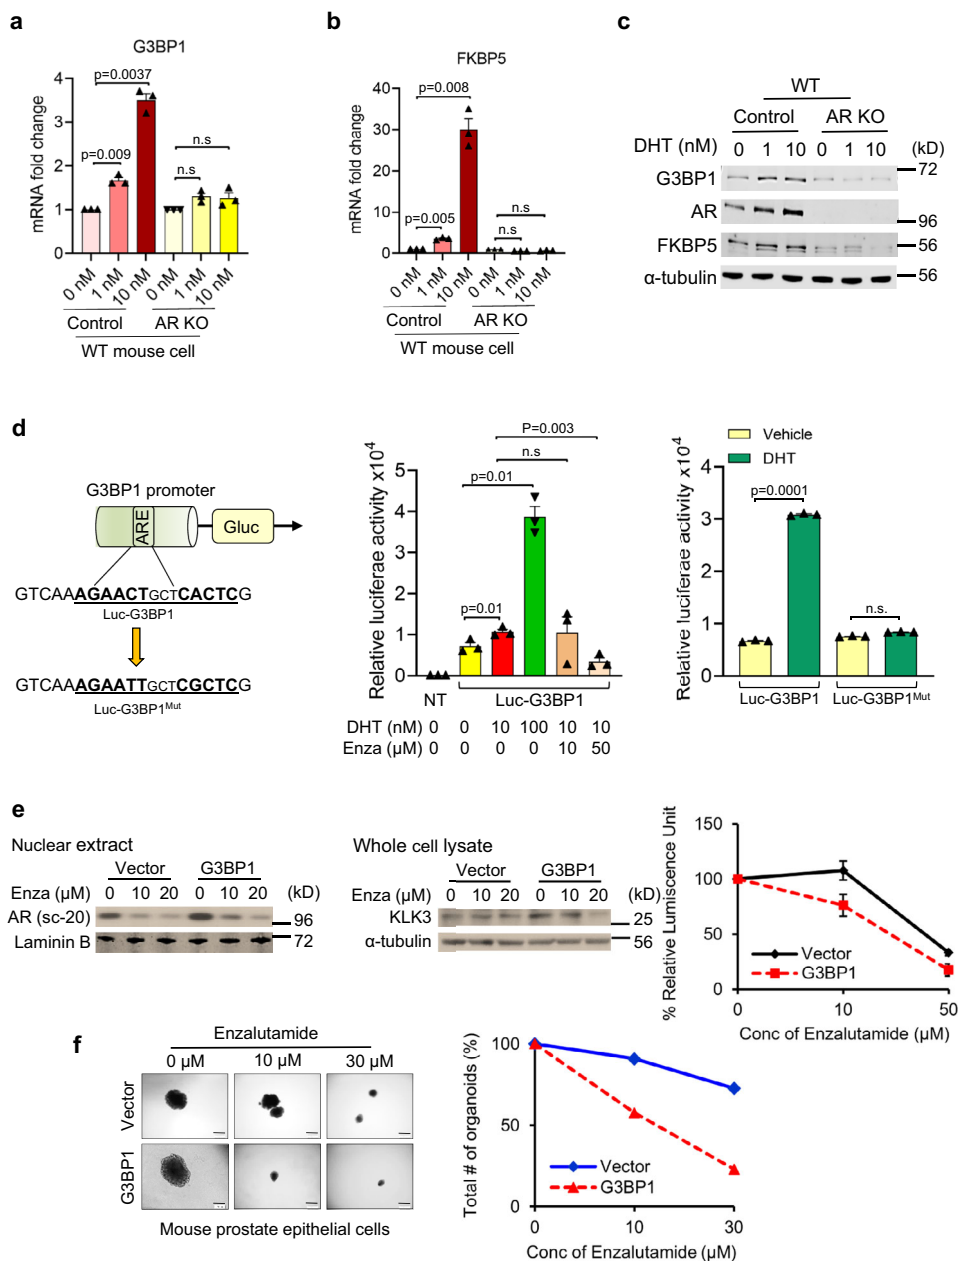 a
G3BP1
mRNA fold change
4
3
2
1
0
p=0.0037
p=0.009
n.s
n.s
0 nM
1 nM
10 nM
0 nM
1 nM
10 nM
Control
AR KO
WT mouse cell
b
FKBP5
mRNA fold change
40
30
20
10
0
p=0.008
p=0.005
n.s
n.s
0 nM
1 nM
10 nM
0 nM
1 nM
10 nM
Control
AR KO
WT mouse cell
c
WT
Control AR KO
DHT (nM) 0 1 10 0 1 10 (kD)
G3BP1 72
AR 96
FKBP5 56
α-tubulin 56
d
G3BP1 promoter
ARE
Gluc
GTCAAAGAACTGCTCACTCG
Luc-G3BP1
GTCAAAGAATTGCTCGCTCG
Luc-G3BP1Mut
Relative luciferae activity x104
5
4
3
2
1
0
P=0.003
n.s
p=0.01
p=0.01
NT
Luc-G3BP1
DHT (nM) 0 0 10 100 10 10
Enza (µM) 0 0 0 0 10 50
Vehicle
DHT
Relative luciferae activity x104
4
3
2
1
0
p=0.0001
n.s.
Luc-G3BP1
Luc-G3BP1Mut
e
Nuclear extract
Vector G3BP1
Enza (µM) 0 10 20 0 10 20 (kD)
AR (sc-20) 96
Laminin B 72
Whole cell lysate
Vector G3BP1
Enza (µM) 0 10 20 0 10 20 (kD)
KLK3 25
α-tubulin 56
% Relative Lumiscence Unit
150
100
50
0
Vector
G3BP1
0 10 50
Conc of Enzalutamide (µM)
f
Enzalutamide
0 µM 10 µM 30 µM
Vector
G3BP1
Mouse prostate epithelial cells
Total # of organoids (%)
100
50
0
Vector
G3BP1
0 10 30
Conc of Enzalutamide (µM)